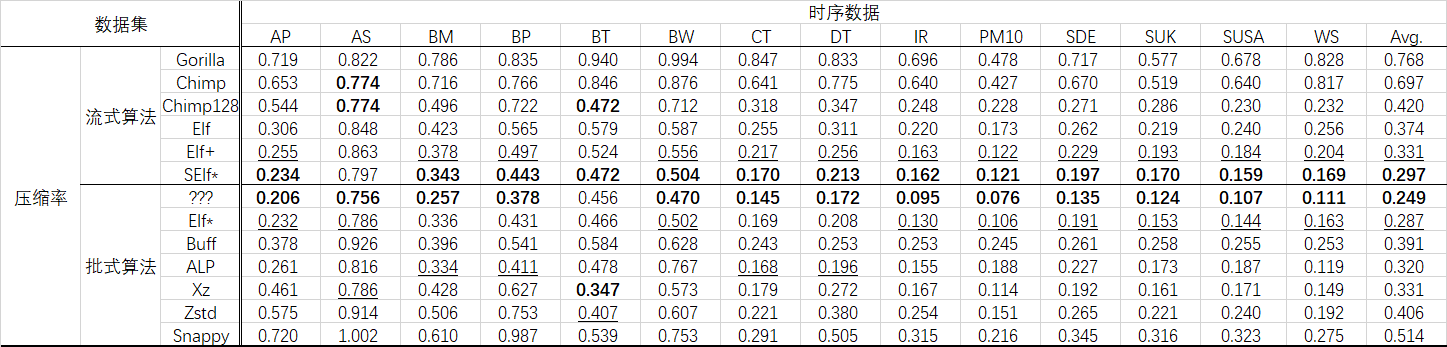 数据集 时序数据
AP AS BM BP BT BW CT DT IR PM10 SDE SUK SUSA WS Avg.
压缩率
流式算法
Gorilla 0.719 0.822 0.786 0.835 0.940 0.994 0.847 0.833 0.696 0.478 0.717 0.577 0.678 0.828 0.768
Chimp 0.653 0.774 0.716 0.766 0.846 0.876 0.641 0.775 0.640 0.427 0.670 0.519 0.640 0.817 0.697
Chimp128 0.544 0.774 0.496 0.722 0.472 0.712 0.318 0.347 0.248 0.228 0.271 0.286 0.230 0.232 0.420
Elf 0.306 0.848 0.423 0.565 0.579 0.587 0.255 0.311 0.220 0.173 0.262 0.219 0.240 0.256 0.374
Elf+ 0.255 0.863 0.378 0.497 0.524 0.556 0.217 0.256 0.163 0.122 0.229 0.193 0.184 0.204 0.331
SElf* 0.234 0.797 0.343 0.443 0.472 0.504 0.170 0.213 0.162 0.121 0.197 0.170 0.159 0.169 0.297
批式算法
??? 0.206 0.756 0.257 0.378 0.456 0.470 0.145 0.172 0.095 0.076 0.135 0.124 0.107 0.111 0.249
Elf* 0.232 0.786 0.336 0.431 0.466 0.502 0.169 0.208 0.130 0.106 0.191 0.153 0.144 0.163 0.287
Buff 0.378 0.926 0.396 0.541 0.584 0.628 0.243 0.253 0.253 0.245 0.261 0.258 0.255 0.253 0.391
ALP 0.261 0.816 0.334 0.411 0.478 0.767 0.168 0.196 0.155 0.188 0.227 0.173 0.187 0.119 0.320
Xz 0.461 0.786 0.428 0.627 0.347 0.573 0.179 0.272 0.167 0.114 0.192 0.161 0.171 0.149 0.331
Zstd 0.575 0.914 0.506 0.753 0.407 0.607 0.221 0.380 0.254 0.151 0.265 0.221 0.240 0.192 0.406
Snappy 0.720 1.002 0.610 0.987 0.539 0.753 0.291 0.505 0.315 0.216 0.345 0.316 0.323 0.275 0.514